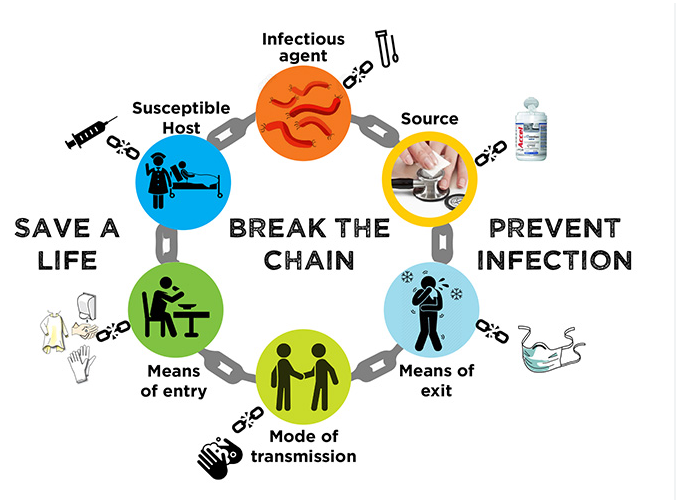 Infectious
agent
Susceptible
Host
Source
Accel
SAVE A
LIFE
BREAK THE
CHAIN
PREVENT
INFECTION
Means
of entry
Means of
exit
Mode of
transmission